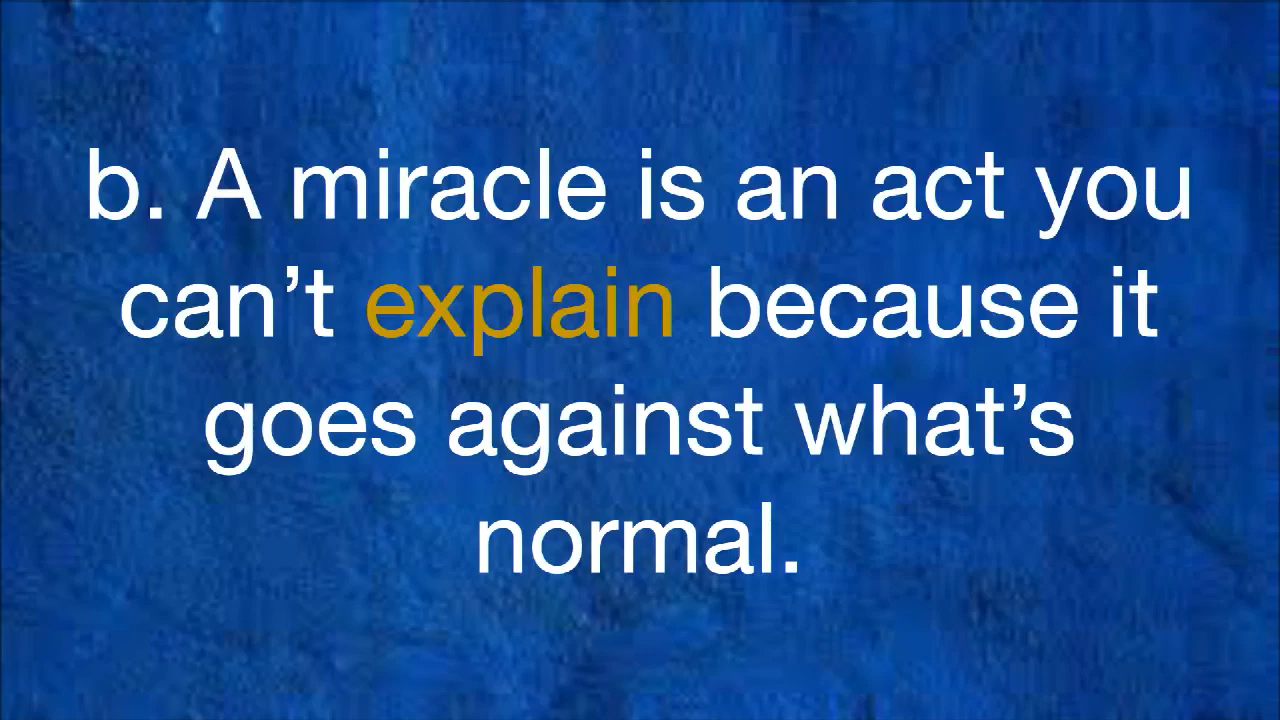 b. A miracle is an act you
can’t explain because it
goes against what’s
normal.